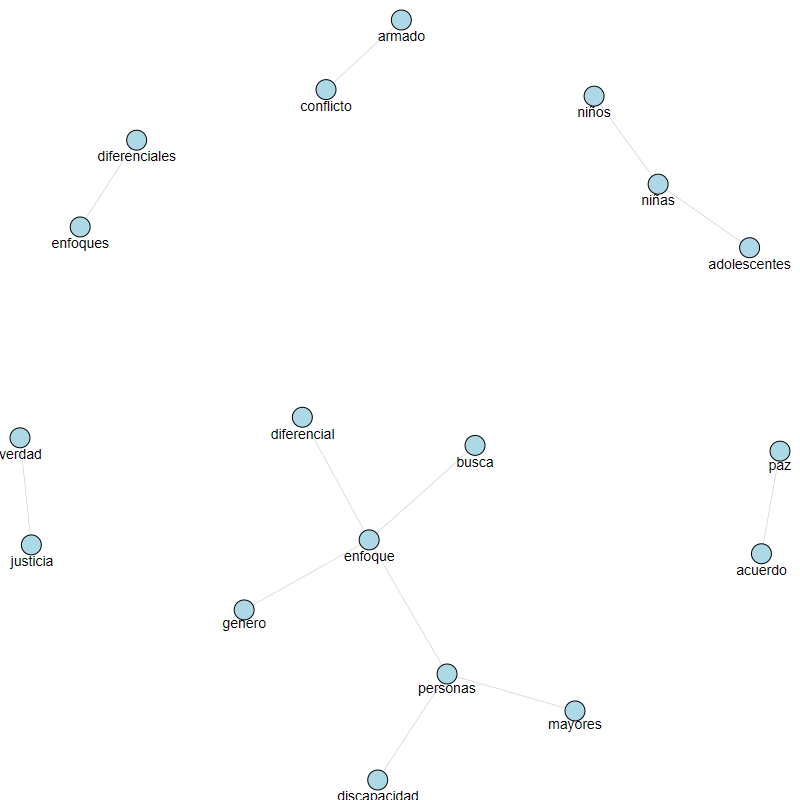 armado
conflicto
niños
diferenciales
niñas
enfoques
adolescentes
diferencial
verdad
busca
paz
enfoque
justicia
acuerdo
genero
personas
mayores
discapacidad